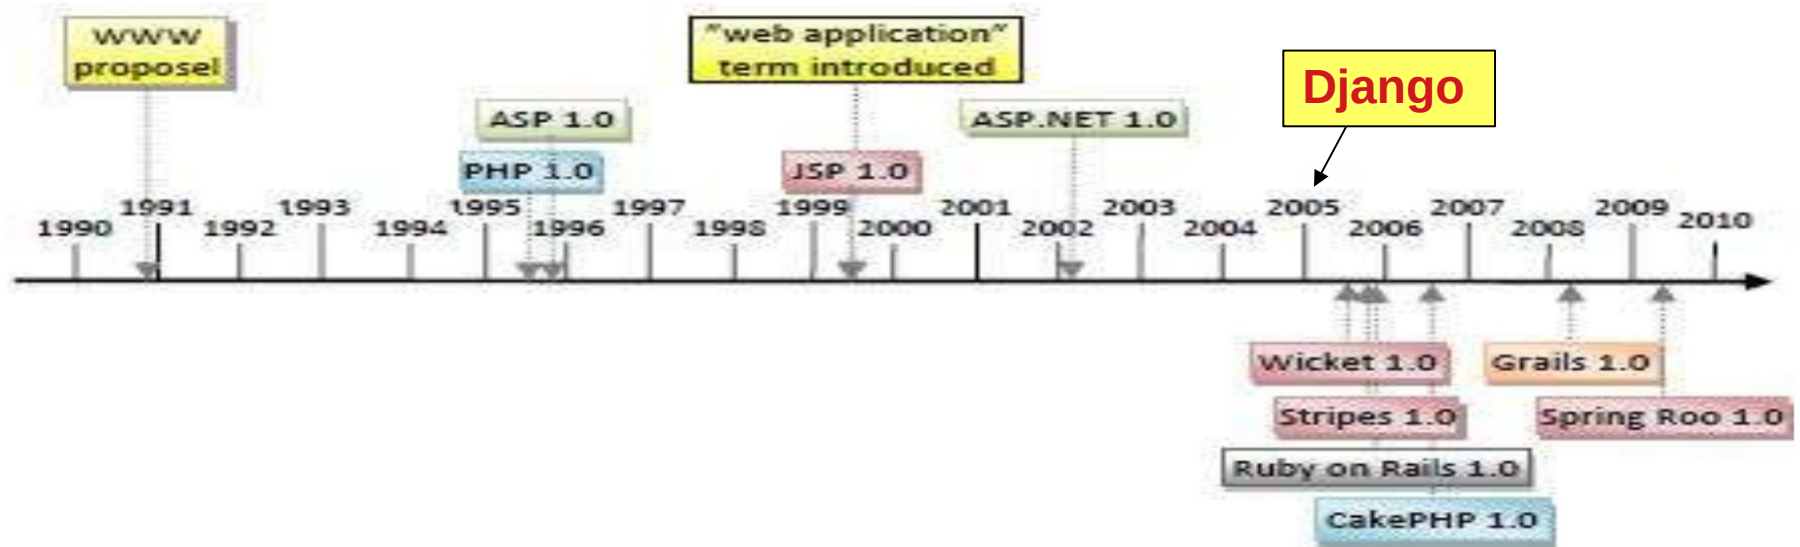 WWW
proposel
"web application"
term introduced
Django
ASP 1.0
ASP.NET 1.0
PHP 1.0
JSP 1.0
1990
1991
1992
1993
1994
1995
1996
1997
1998
1999
2000
2001
2002
2003
2004
2005
2006
2007
2008
2009
2010
Wicket 1.0
Grails 1.0
Stripes 1.0
Spring Roo 1.0
Ruby on Rails 1.0
CakePHP 1.0